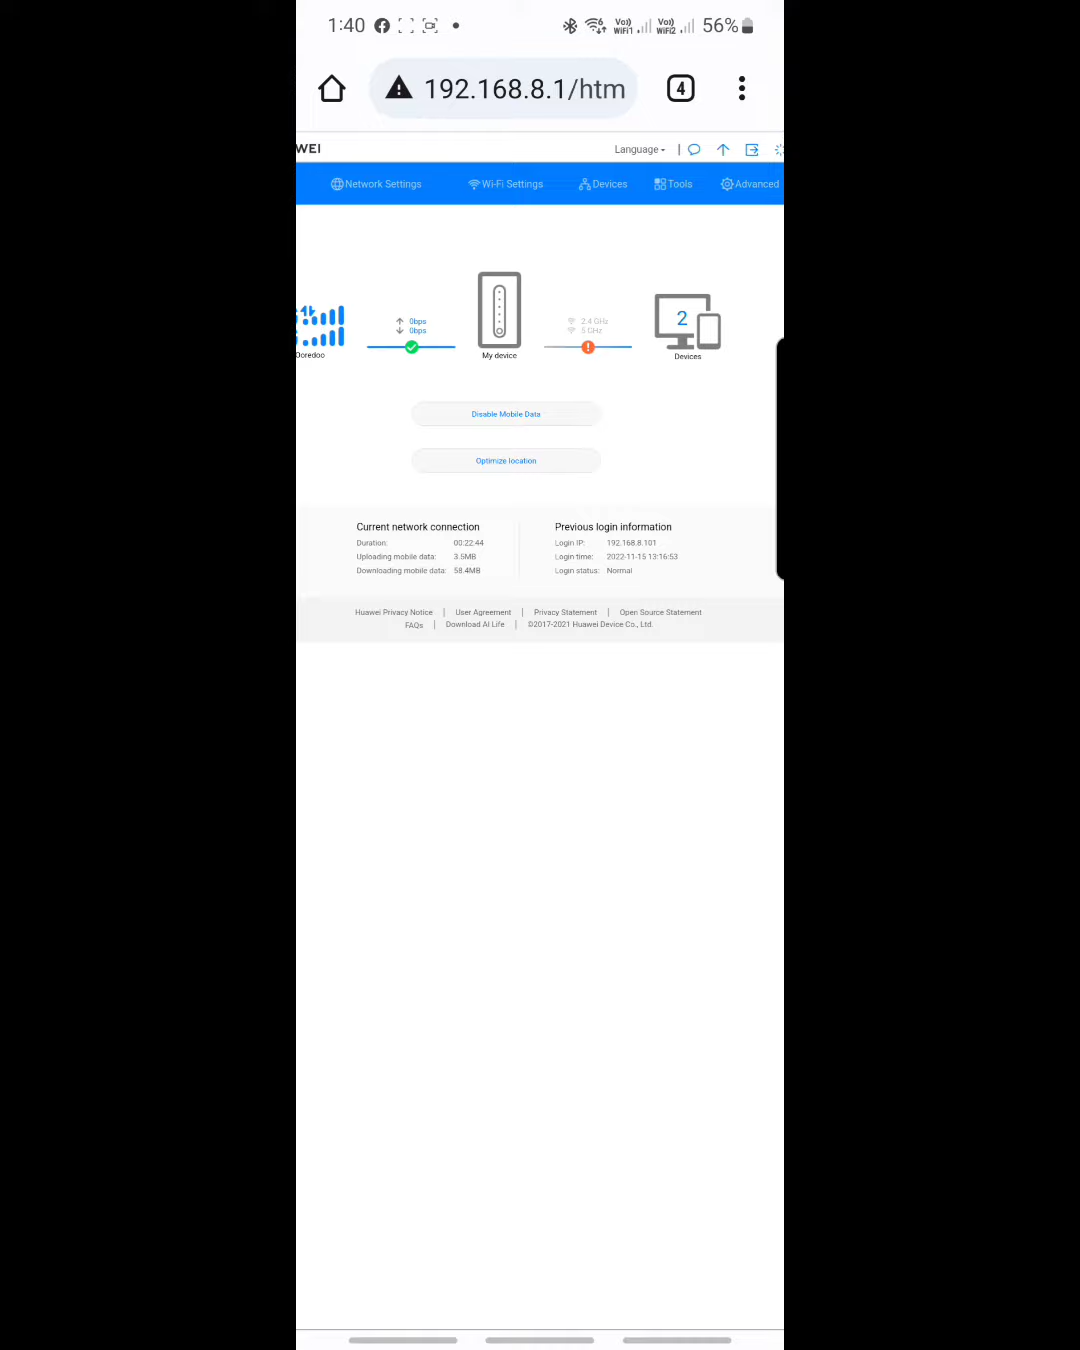 1:40 Vo)) WiFi1 Vo)) WiFi2 56%
192.168.8.1/htm 4
WEI Language |
Network Settings Wi-Fi Settings Devices Tools Advanced
0bps
0bps
2.4 GHz
5 GHz
2
Ooredoo My device Devices
Disable Mobile Data
Optimize location
Current network connection
Duration: 00:22:44
Uploading mobile data: 3.5MB
Downloading mobile data: 58.4MB
Previous login information
Login IP: 192.168.8.101
Login time: 2022-11-15 13:16:53
Login status: Normal
Huawei Privacy Notice | User Agreement | Privacy Statement | Open Source Statement
FAQs | Download AI Life | ©2017-2021 Huawei Device Co., Ltd.